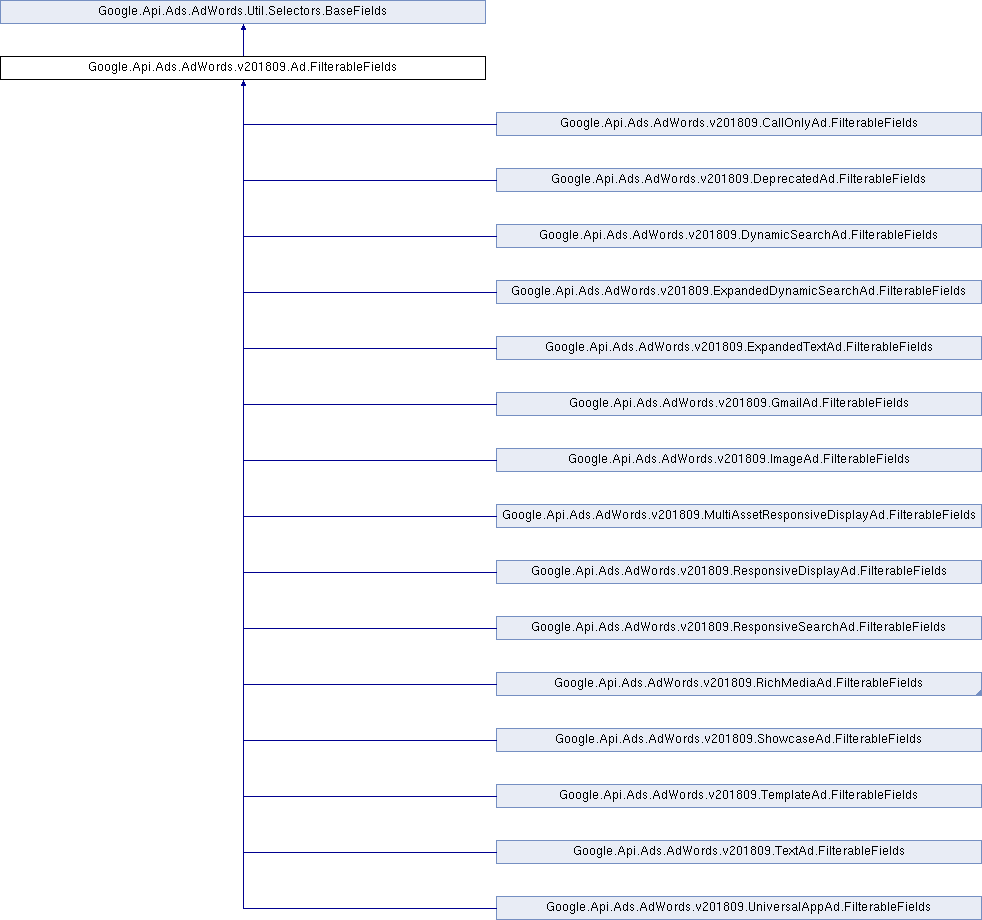 Google.Api.Ads.AdWords.Util.Selectors.BaseFields
Google.Api.Ads.AdWords.v201809.Ad.FilterableFields
Google.Api.Ads.AdWords.v201809.CallOnlyAd.FilterableFields
Google.Api.Ads.AdWords.v201809.DeprecatedAd.FilterableFields
Google.Api.Ads.AdWords.v201809.DynamicSearchAd.FilterableFields
Google.Api.Ads.AdWords.v201809.ExpandedDynamicSearchAd.FilterableFields
Google.Api.Ads.AdWords.v201809.ExpandedTextAd.FilterableFields
Google.Api.Ads.AdWords.v201809.GmailAd.FilterableFields
Google.Api.Ads.AdWords.v201809.ImageAd.FilterableFields
Google.Api.Ads.AdWords.v201809.MultiAssetResponsiveDisplayAd.FilterableFields
Google.Api.Ads.AdWords.v201809.ResponsiveDisplayAd.FilterableFields
Google.Api.Ads.AdWords.v201809.ResponsiveSearchAd.FilterableFields
Google.Api.Ads.AdWords.v201809.RichMediaAd.FilterableFields
Google.Api.Ads.AdWords.v201809.ShowcaseAd.FilterableFields
Google.Api.Ads.AdWords.v201809.TemplateAd.FilterableFields
Google.Api.Ads.AdWords.v201809.TextAd.FilterableFields
Google.Api.Ads.AdWords.v201809.UniversalAppAd.FilterableFields